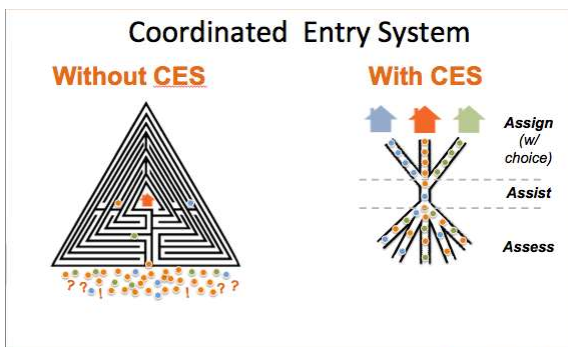 Coordinated Entry System
Without CES
With CES
Assign
(w/
choice)
Assist
Assess
? ? ! ! ? ?